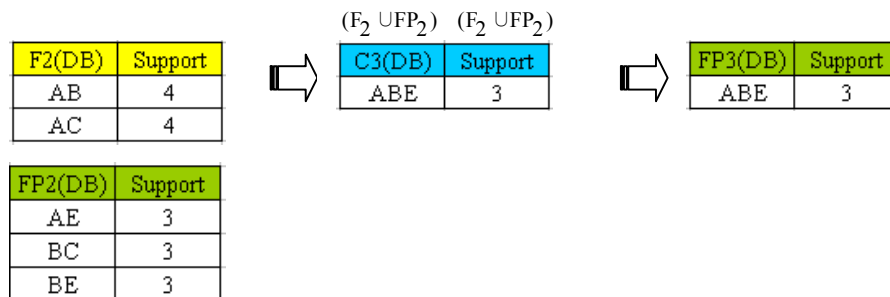 (F2 ∪FP2) (F2 ∪FP2)
F2(DB) Support
AB 4
AC 4
C3(DB) Support
ABE 3
FP3(DB) Support
ABE 3
FP2(DB) Support
AE 3
BC 3
BE 3